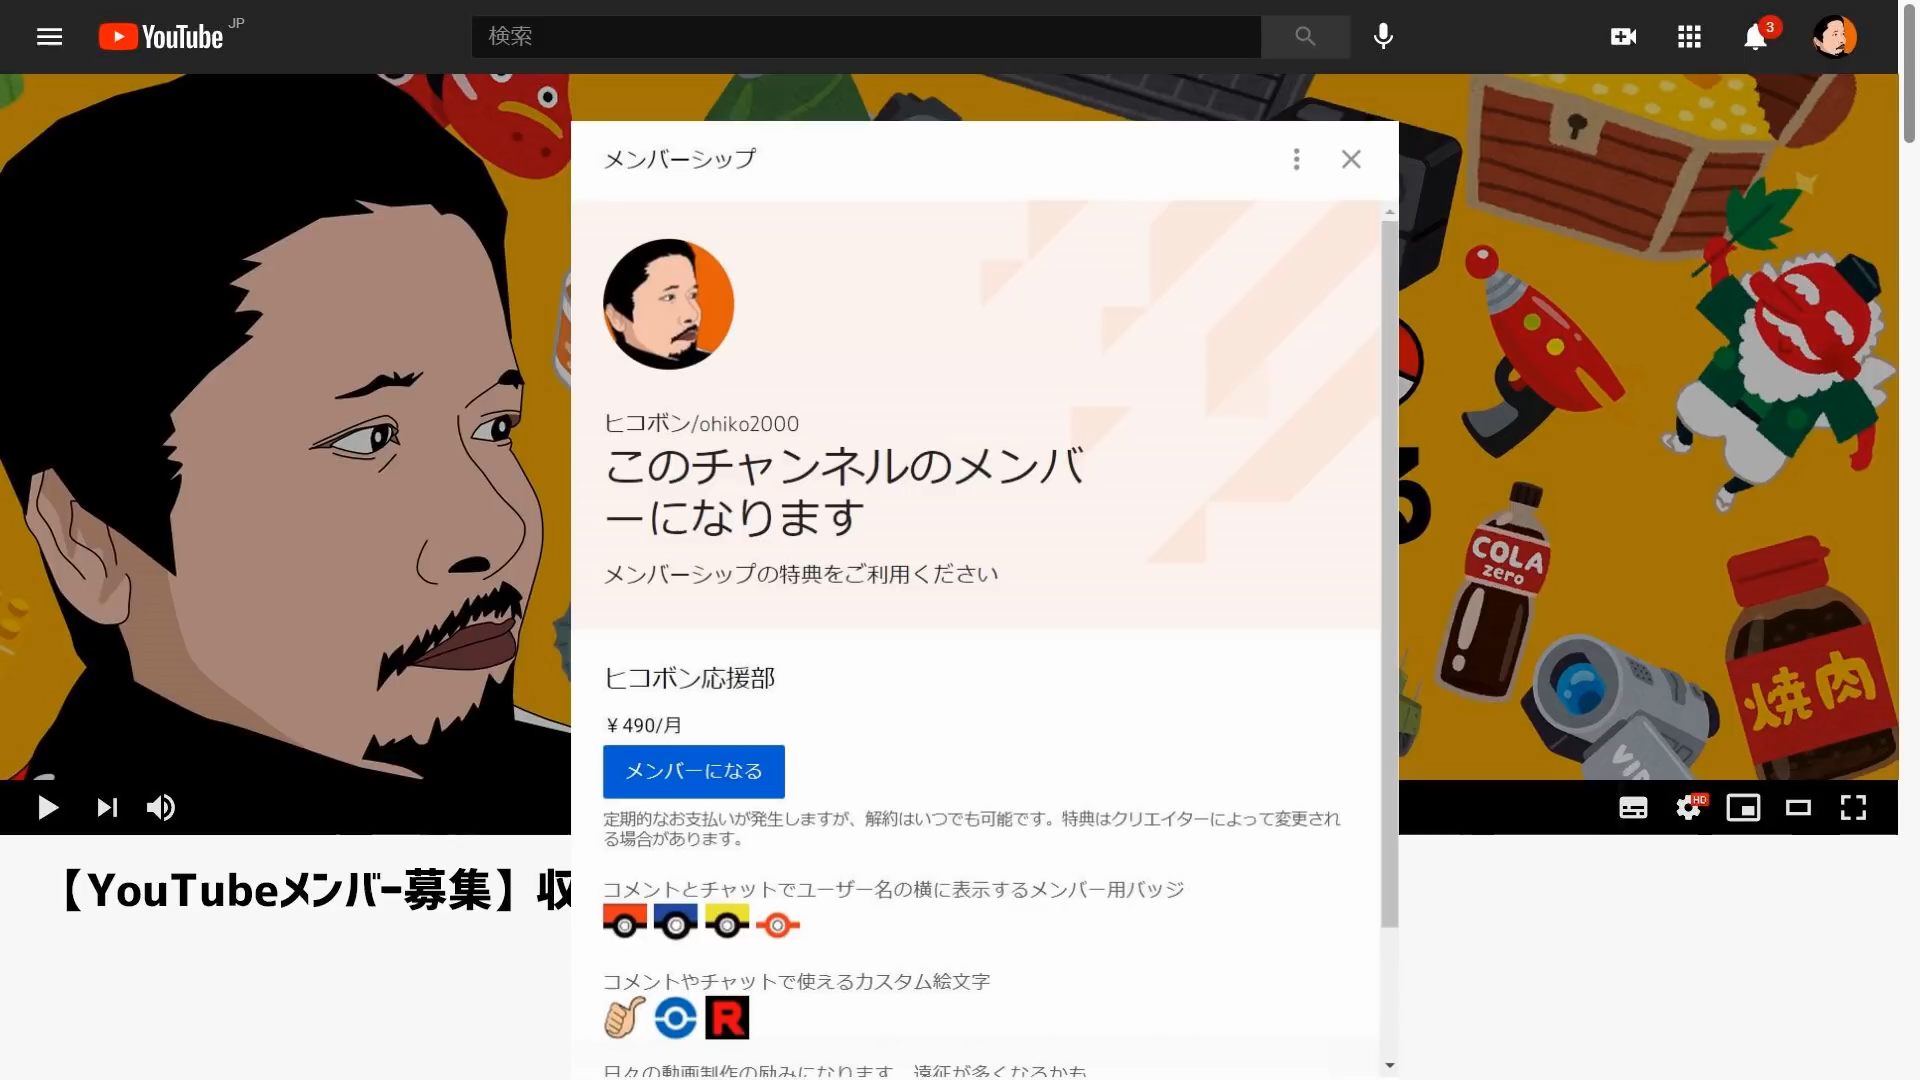 YouTube JP
検索
3
メンバーシップ
ヒコボン/ohiko2000
このチャンネルのメンバ
ーになります
メンバーシップの特典をご利用ください
ヒコボン応援部
￥490/月
メンバーになる
定期的なお支払いが発生しますが、解約はいつでも可能です。特典はクリエイターによって変更され
る場合があります。
コメントとチャットでユーザー名の横に表示するメンバー用バッジ
コメントやチャットで使えるカスタム絵文字
R
日々の動画制作の励みになります。遠征が多くなるかも
COLA
zero
焼肉
HD
【YouTubeメンバー募集】収